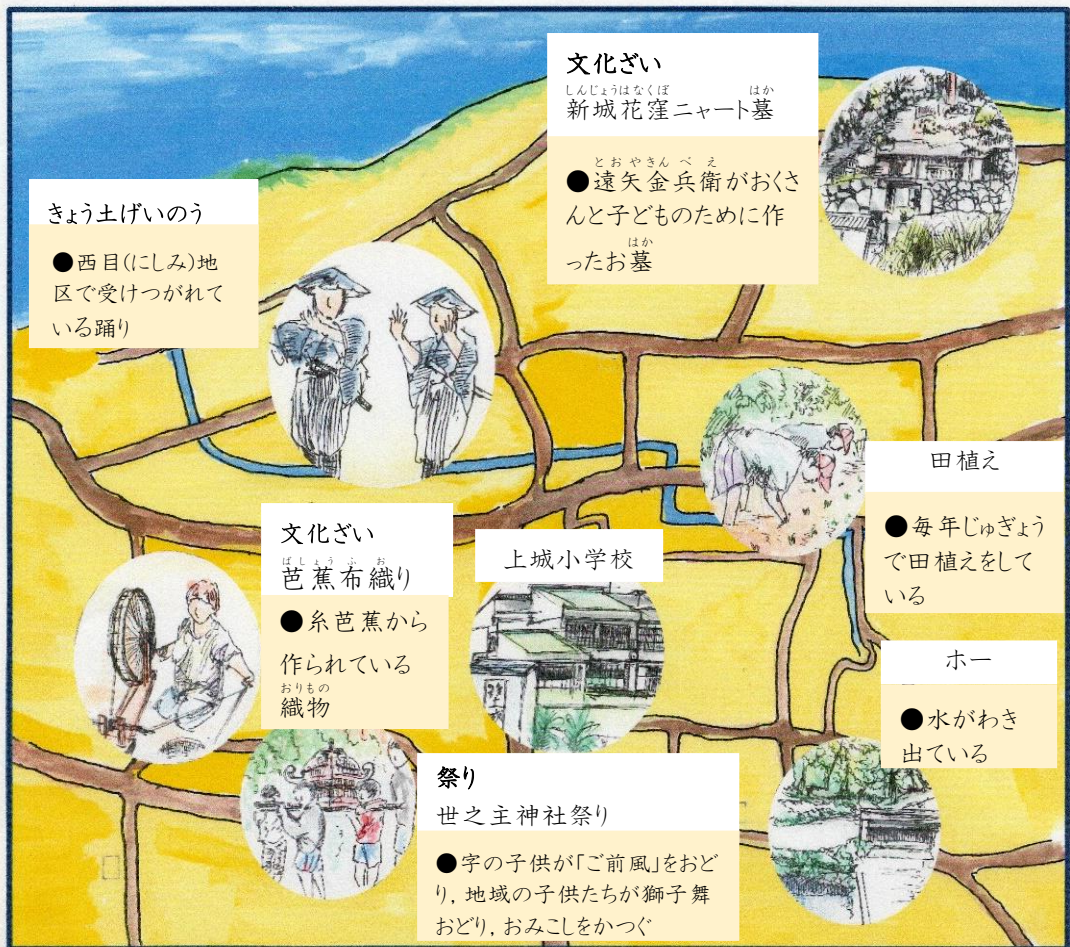 文化ざい
しんじょうはなくぼ はか
新城花窪ニャート墓
とおやきんべえ
●遠矢金兵衛がおくさ
んと子どものために作
はか
ったお墓
きょう土げいのう
●西目(にしみ)地
区で受けつがれて
いる踊り
田植え
●毎年じゅぎょう
で田植えをして
いる
文化ざい
ばしょうふお
芭蕉布織り
●糸芭蕉から
作られている
おりもの
織物
上城小学校
ホー
●水がわき
出ている
祭り
世之主神社祭り
●字の子供が「ご前風」をおど
り,地域の子供たちが獅子舞
おどり,おみこしをかつぐ